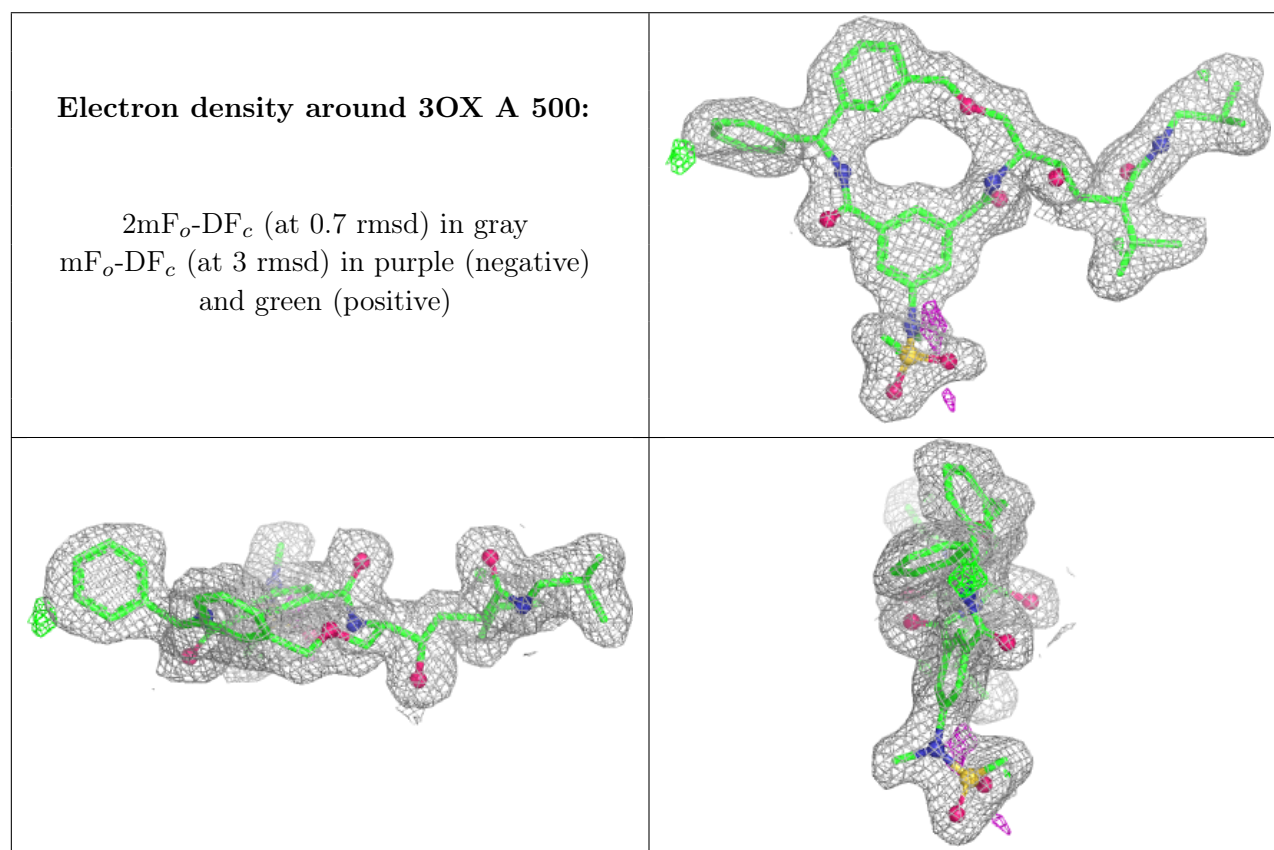 Electron density around 3OX A 500:
2mFo-DFc (at 0.7 rmsd) in gray
mFo-DFc (at 3 rmsd) in purple (negative)
and green (positive)